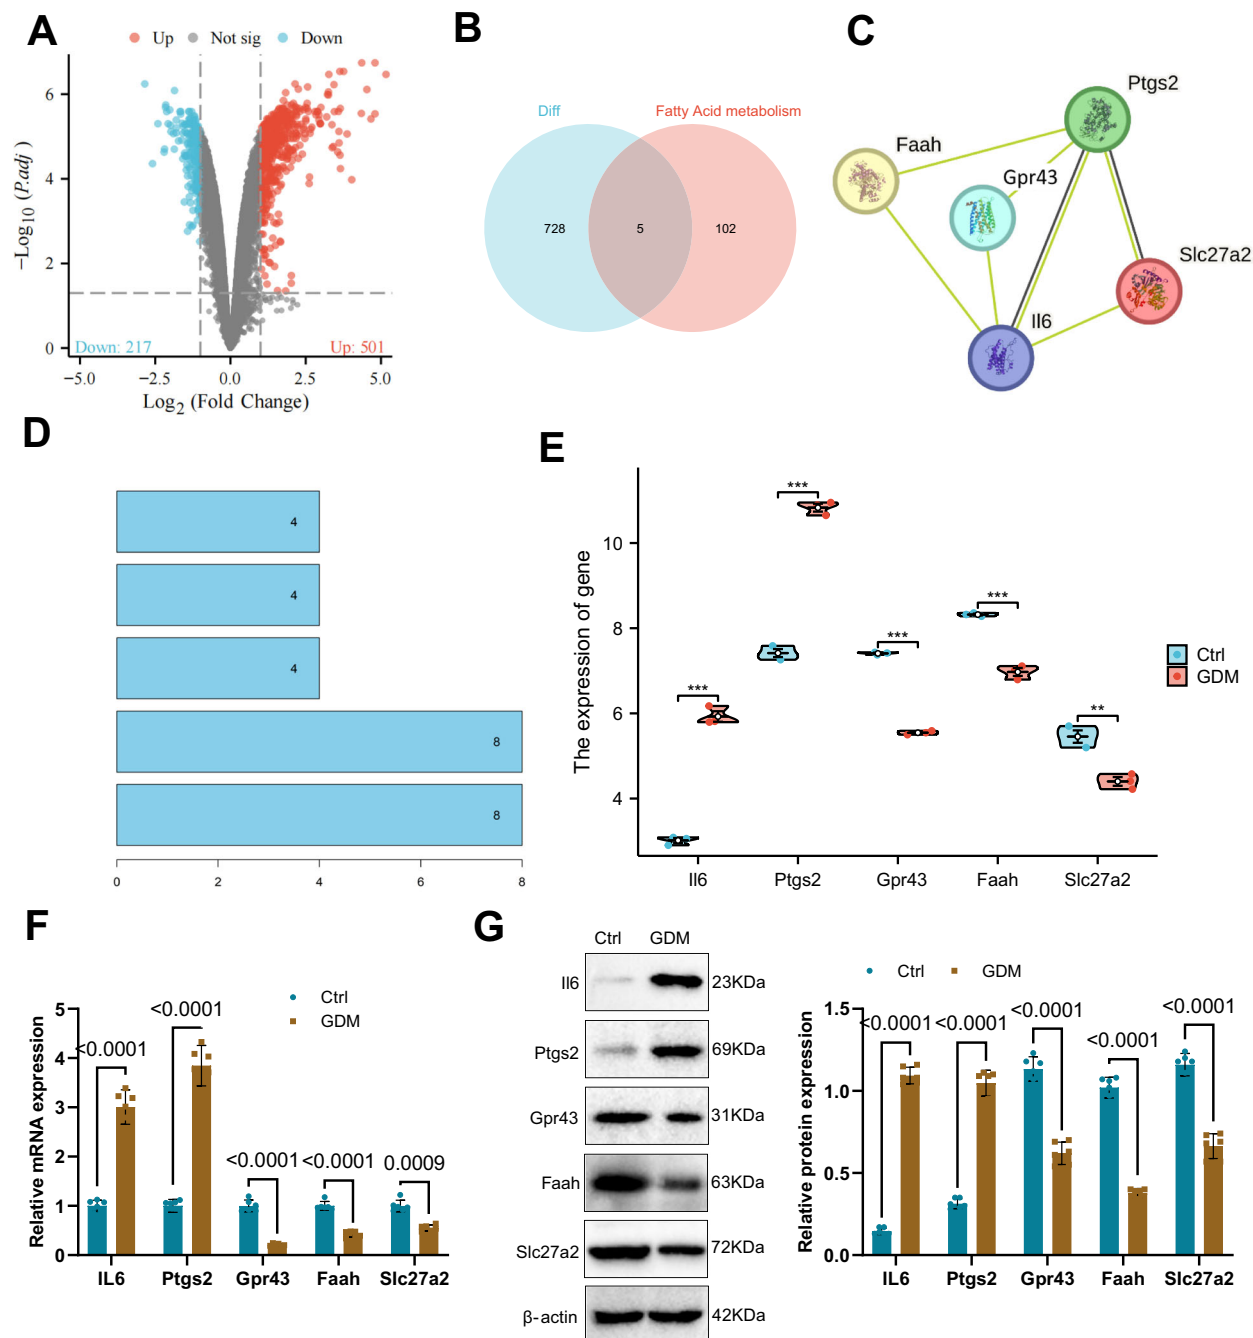 A
Up Not sig Down
−Log10 (P.adj )
6
4
2
0
Down: 217
Up: 501
−5.0 −2.5 0.0 2.5 5.0
Log2 (Fold Change)
B
Diff
Fatty Acid metabolism
728 5 102
C
Ptgs2
Faah
Gpr43
Slc27a2
Il6
D
4
4
4
8
8
0 2 4 6 8
E
The expression of gene
10
8
6
4
***
***
***
***
**
Ctrl
GDM
Il6 Ptgs2 Gpr43 Faah Slc27a2
F
Relative mRNA expression
5
4
3
2
1
0
Ctrl
GDM
<0.0001
<0.0001
<0.0001
<0.0001
0.0009
IL6 Ptgs2 Gpr43 Faah Slc27a2
G
Ctrl GDM
Il6 23KDa
Ptgs2 69KDa
Gpr43 31KDa
Faah 63KDa
Slc27a2 72KDa
β-actin 42KDa
Ctrl GDM
Relative protein expression
1.5
1.0
0.5
0.0
<0.0001
<0.0001
<0.0001
<0.0001
<0.0001
IL6 Ptgs2 Gpr43 Faah Slc27a2